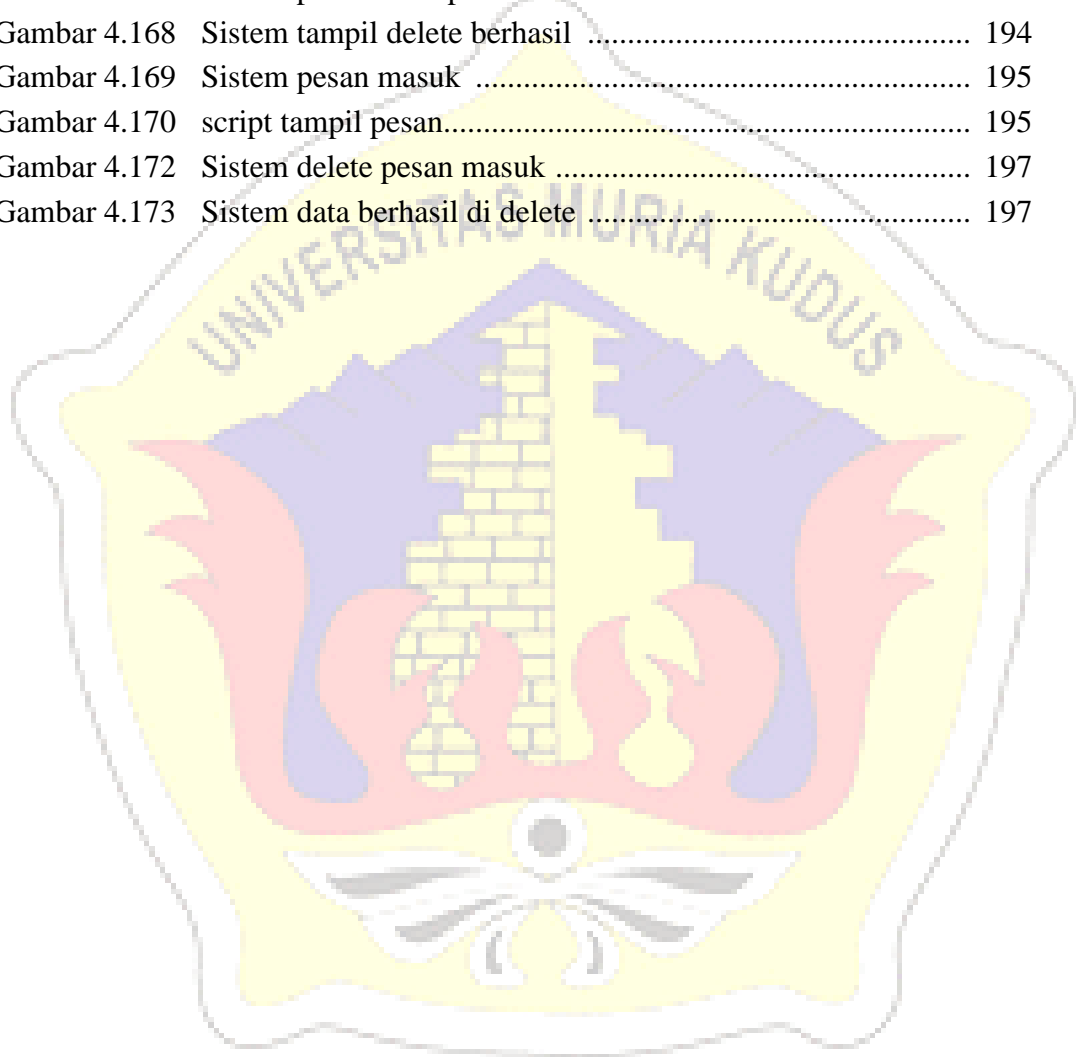 Gambar 4.168 Sistem tampil delete berhasil ................................................ 194
Gambar 4.169 Sistem pesan masuk .............................................................. 195
Gambar 4.170 script tampil pesan.................................................................. 195
Gambar 4.172 Sistem delete pesan masuk .................................................... 197
Gambar 4.173 Sistem data berhasil di delete ................................................ 197
UNIVERSITAS MURIA KUDUS